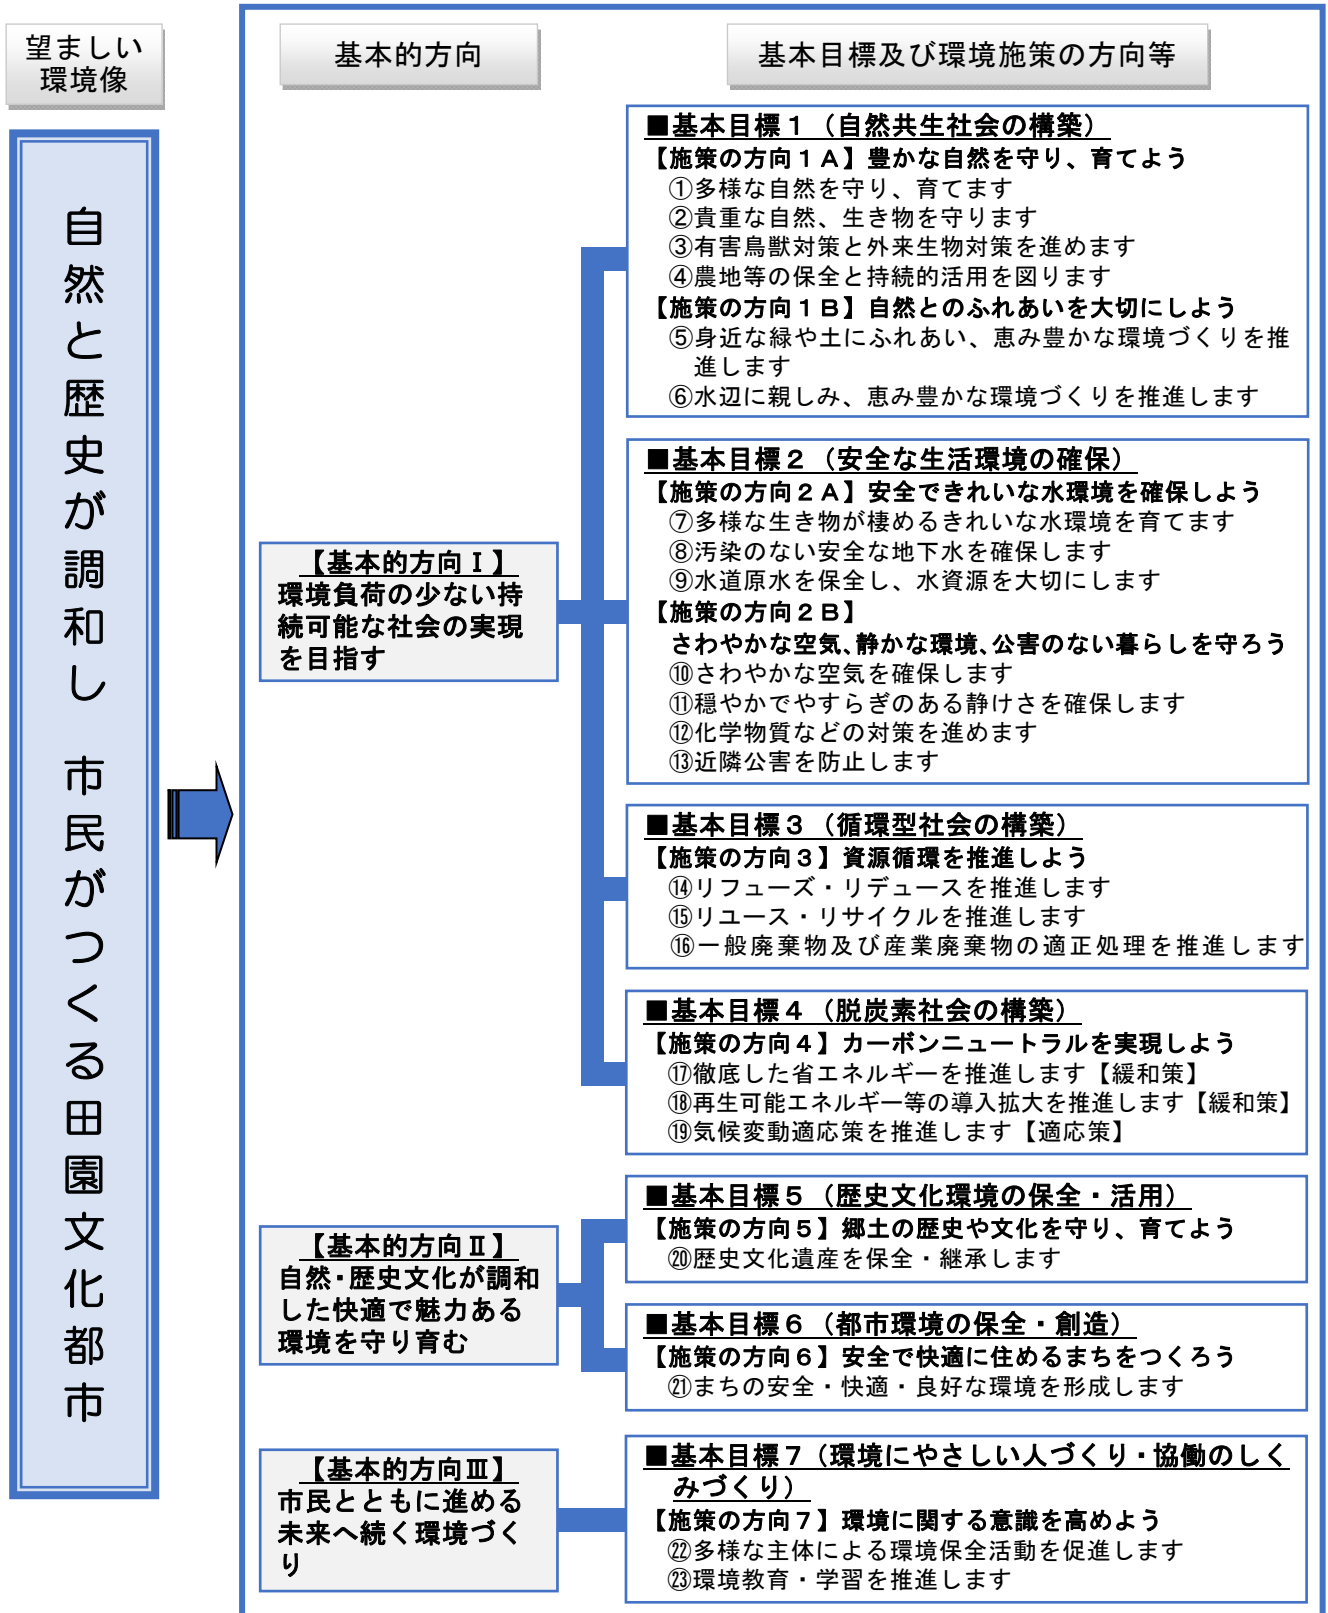 望ましい
環境像
自然と歴史が調和し　市民がつくる田園文化都市
基本的方向
基本目標及び環境施策の方向等
【基本的方向Ⅰ】
環境負荷の少ない持
続可能な社会の実現
を目指す
■基本目標１（自然共生社会の構築）
【施策の方向１Ａ】豊かな自然を守り、育てよう
①多様な自然を守り、育てます
②貴重な自然、生き物を守ります
③有害鳥獣対策と外来生物対策を進めます
④農地等の保全と持続的活用を図ります
【施策の方向１Ｂ】自然とのふれあいを大切にしよう
⑤身近な緑や土にふれあい、恵み豊かな環境づくりを推
進します
⑥水辺に親しみ、恵み豊かな環境づくりを推進します
■基本目標２（安全な生活環境の確保）
【施策の方向２Ａ】安全できれいな水環境を確保しよう
⑦多様な生き物が棲めるきれいな水環境を育てます
⑧汚染のない安全な地下水を確保します
⑨水道原水を保全し、水資源を大切にします
【施策の方向２Ｂ】
さわやかな空気、静かな環境、公害のない暮らしを守ろう
⑩さわやかな空気を確保します
⑪穏やかでやすらぎのある静けさを確保します
⑫化学物質などの対策を進めます
⑬近隣公害を防止します
■基本目標３（循環型社会の構築）
【施策の方向３】資源循環を推進しよう
⑭リフューズ・リデュースを推進します
⑮リユース・リサイクルを推進します
⑯一般廃棄物及び産業廃棄物の適正処理を推進します
■基本目標４（脱炭素社会の構築）
【施策の方向４】カーボンニュートラルを実現しよう
⑰徹底した省エネルギーを推進します【緩和策】
⑱再生可能エネルギー等の導入拡大を推進します【緩和策】
⑲気候変動適応策を推進します【適応策】
【基本的方向Ⅱ】
自然・歴史文化が調和
した快適で魅力ある
環境を守り育む
■基本目標５（歴史文化環境の保全・活用）
【施策の方向５】郷土の歴史や文化を守り、育てよう
⑳歴史文化遺産を保全・継承します
■基本目標６（都市環境の保全・創造）
【施策の方向６】安全で快適に住めるまちをつくろう
㉑まちの安全・快適・良好な環境を形成します
【基本的方向Ⅲ】
市民とともに進める
未来へ続く環境づく
り
■基本目標７（環境にやさしい人づくり・協働のしく
みづくり）
【施策の方向７】環境に関する意識を高めよう
㉒多様な主体による環境保全活動を促進します
㉓環境教育・学習を推進します